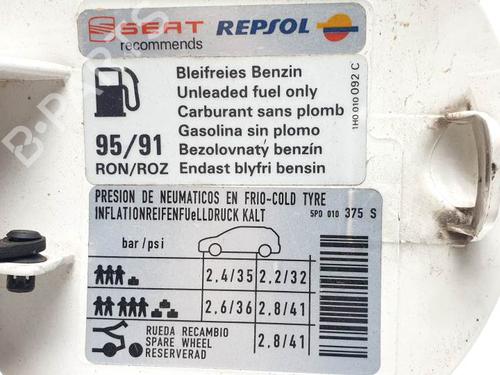 SEAT REPSOL
recommends
Bleifreies Benzin
Unleaded fuel only
Carburant sans plomb
Gasolina sin plomo
95/91 Bezolovnatý benzín
RON/ROZ Endast blyfri bensin
1H0 010 092 C
PRESION DE NEUMATICOS EN FRIO-COLD TYRE
INFLATIONREIFENFUeLLDRUCK KALT
5P0 010 375 S
bar/psi
2,4/35 2,2/32
2,6/36 2,8/41
RUEDA RECAMBIO
SPARE WHEEL 2,8/41
RESERVERAD